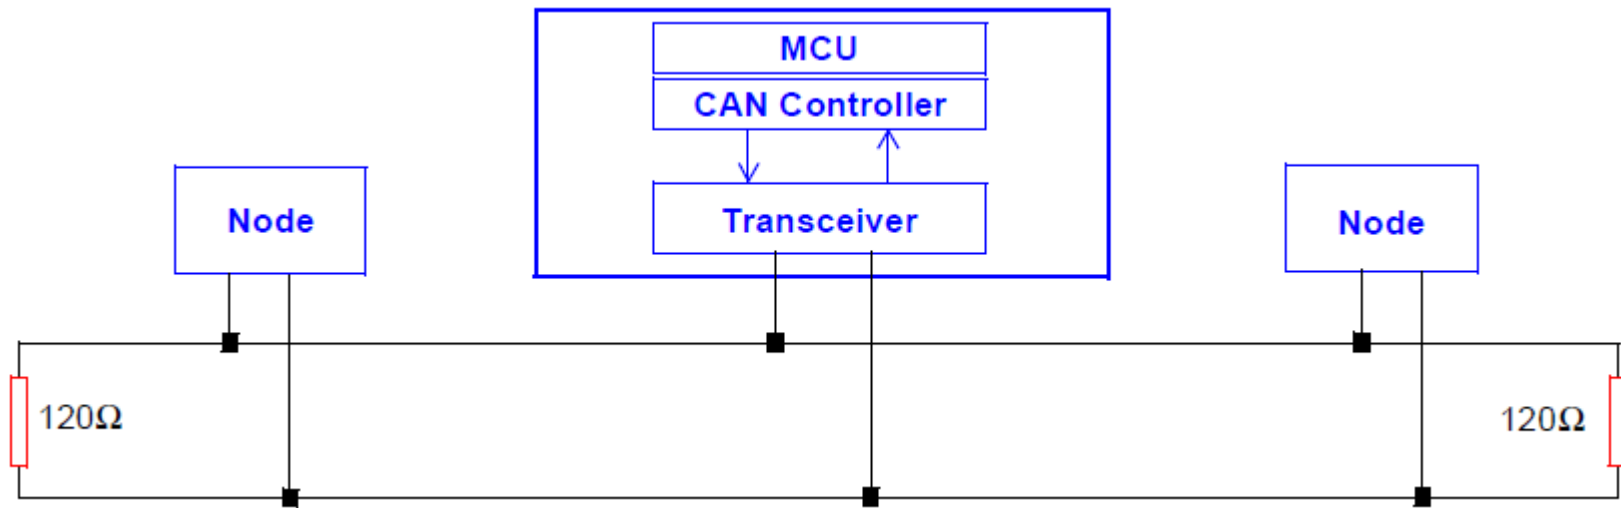 MCU
CAN Controller
Transceiver
Node
Node
120Ω
120Ω